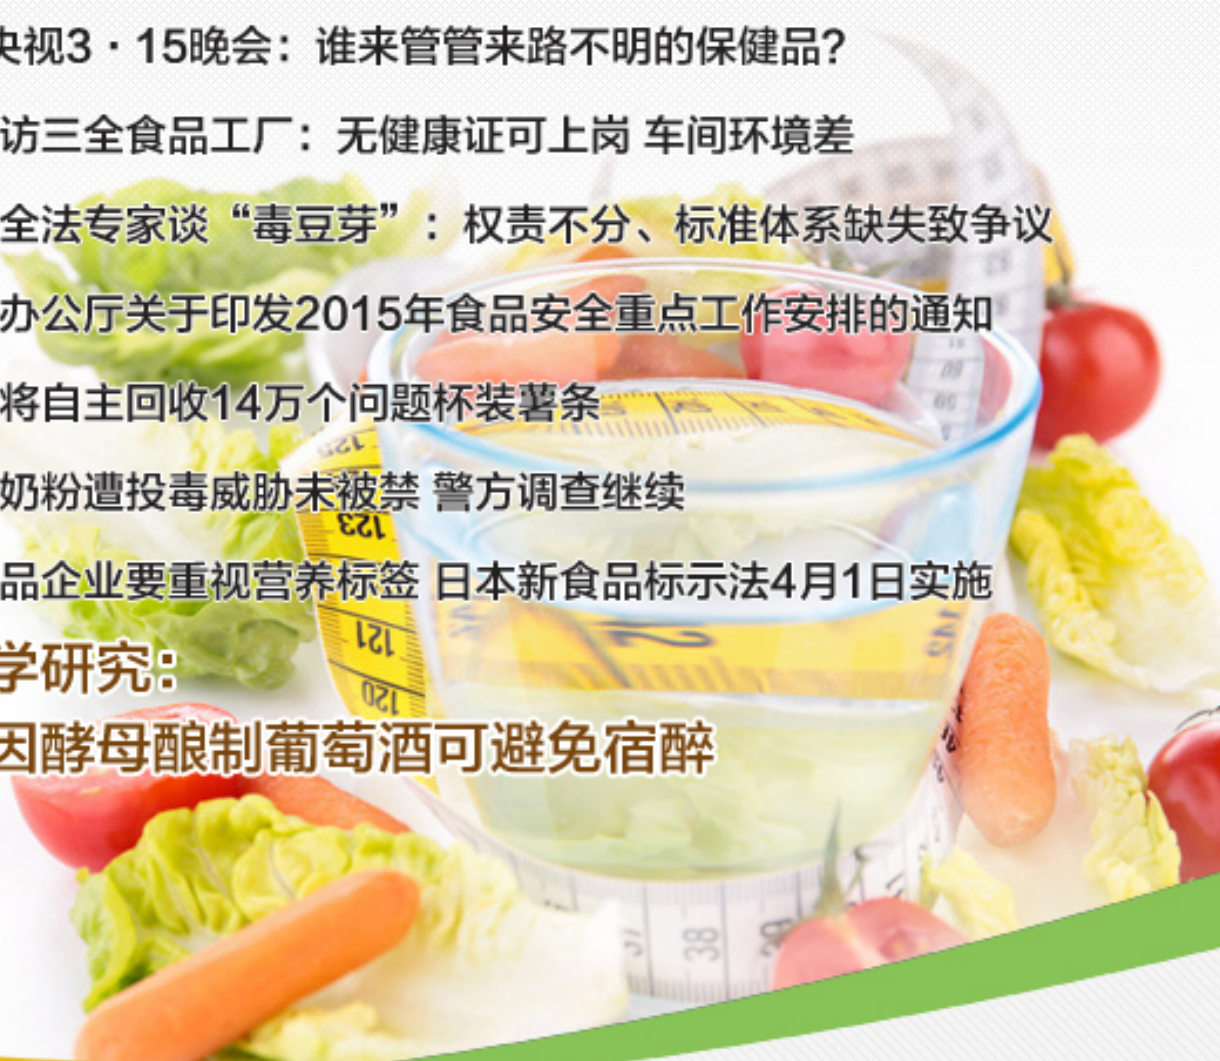 央视3·15晚会：谁来管管来路不明的保健品？
访三全食品工厂：无健康证可上岗 车间环境差
全法专家谈“毒豆芽”：权责不分、标准体系缺失致争议
办公厅关于印发2015年食品安全重点工作安排的通知
将自主回收14万个问题杯装薯条
奶粉遭投毒威胁未被禁 警方调查继续
品企业要重视营养标签 日本新食品标示法4月1日实施
学研究：
因酵母酿制葡萄酒可避免宿醉
123
121
120
38